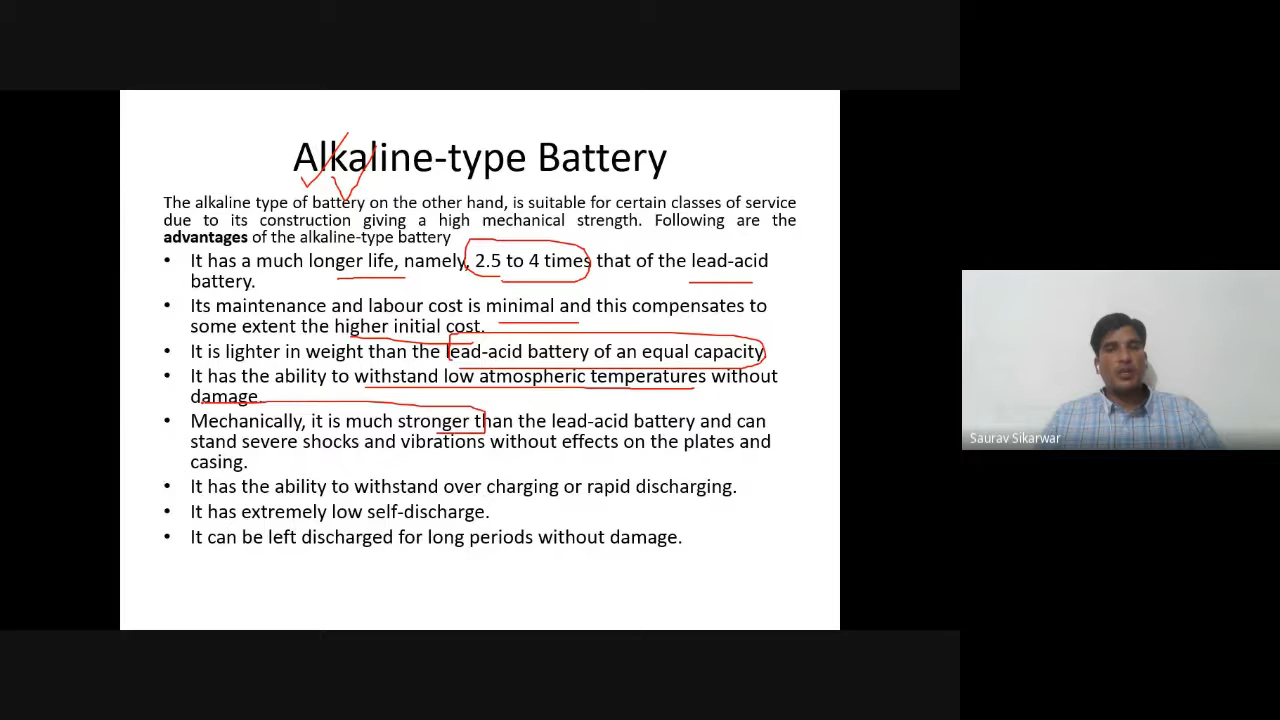 Alkaline-type Battery
The alkaline type of battery on the other hand, is suitable for certain classes of service
due to its construction giving a high mechanical strength. Following are the
advantages of the alkaline-type battery
• It has a much longer life, namely, 2.5 to 4 times that of the lead-acid
battery.
• Its maintenance and labour cost is minimal and this compensates to
some extent the higher initial cost.
• It is lighter in weight than the lead-acid battery of an equal capacity
• It has the ability to withstand low atmospheric temperatures without
damage.
• Mechanically, it is much stronger than the lead-acid battery and can
stand severe shocks and vibrations without effects on the plates and
casing.
• It has the ability to withstand over charging or rapid discharging.
• It has extremely low self-discharge.
• It can be left discharged for long periods without damage.
Saurav Sikarwar